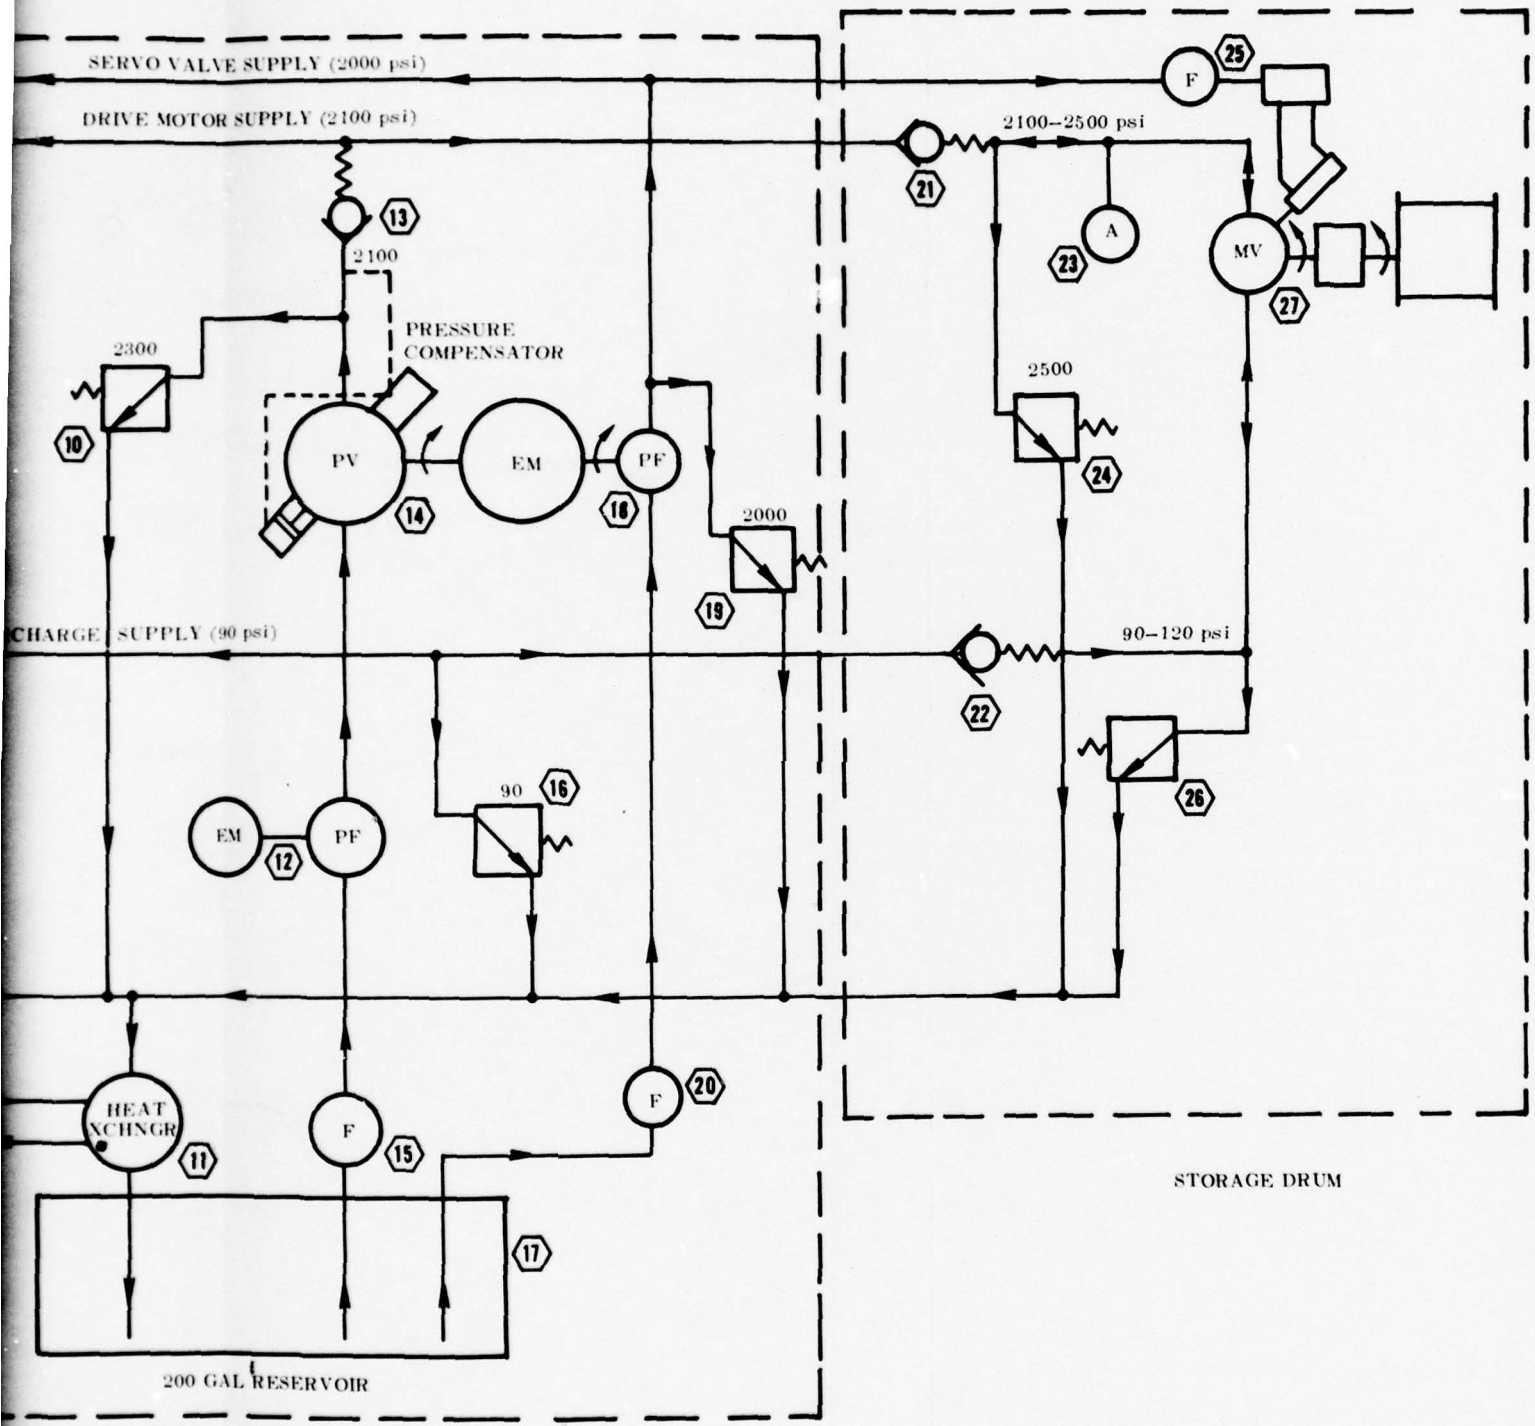 SERVO VALVE SUPPLY (2000 psi)
F
25
DRIVE MOTOR SUPPLY (2100 psi)
2100–2500 psi
21
13
2100
A
23
MV
27
PRESSURE
COMPENSATOR
2300
10
2500
24
PV
14
EM
PF
18
2000
19
CHARGE SUPPLY (90 psi)
90–120 psi
22
90
16
26
EM
12
PF
HEAT
XCHNGR
11
F
15
F
20
STORAGE DRUM
17
200 GAL RESERVOIR